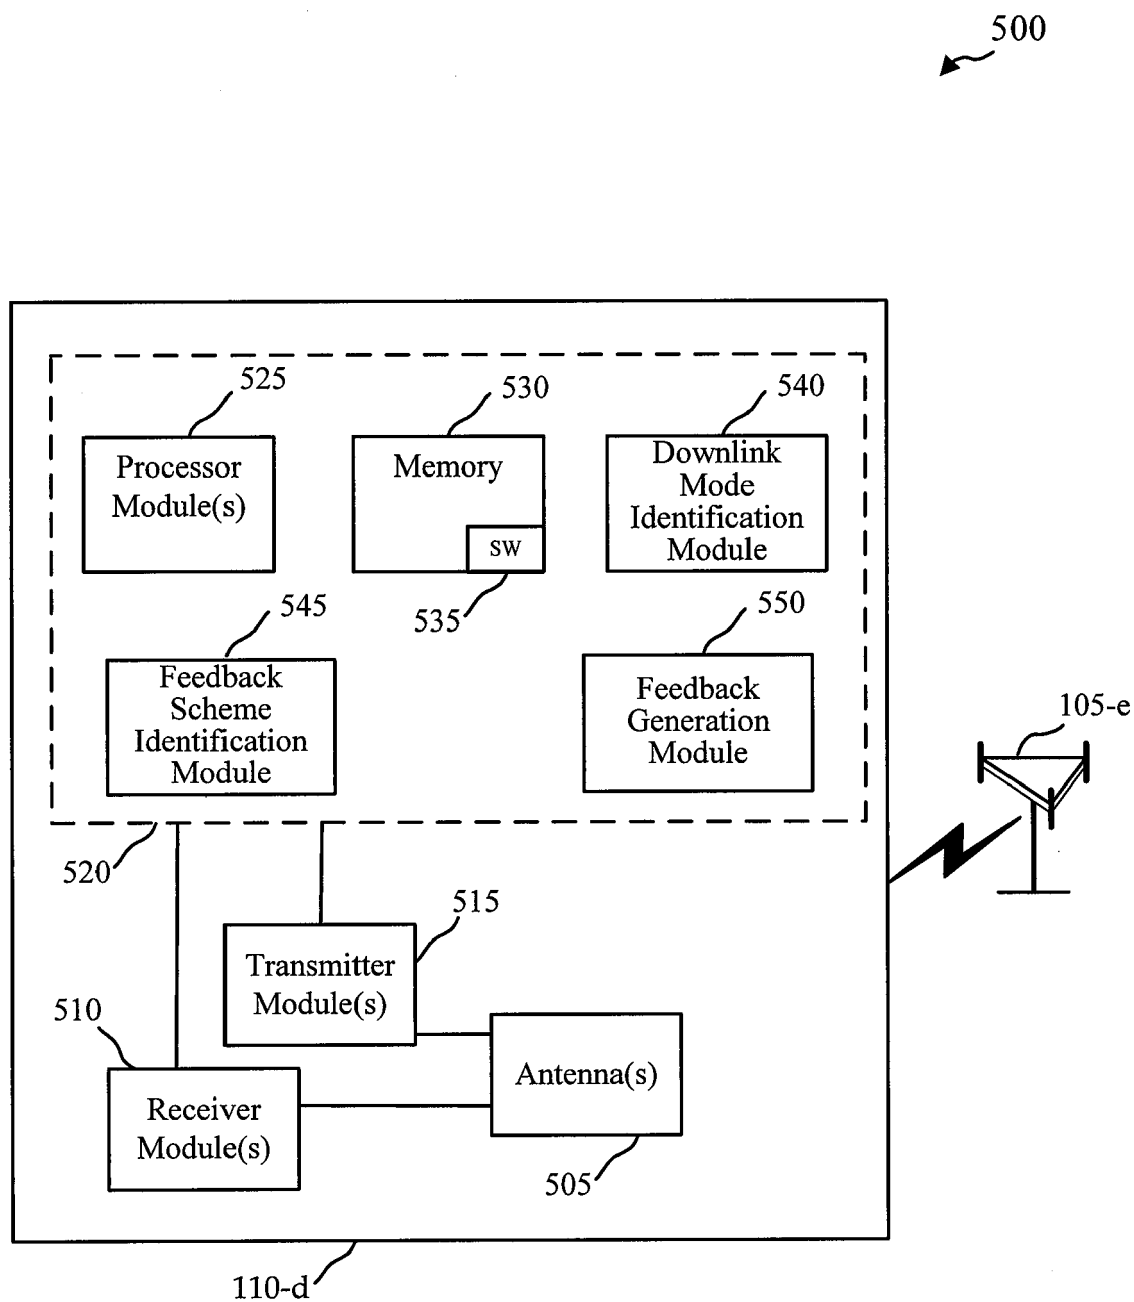 500
525
530
540
Processor
Module(s)
Memory
SW
Downlink
Mode
Identification
Module
535
545
550
Feedback
Scheme
Identification
Module
Feedback
Generation
Module
105-e
520
515
Transmitter
Module(s)
510
Antenna(s)
Receiver
Module(s)
505
110-d